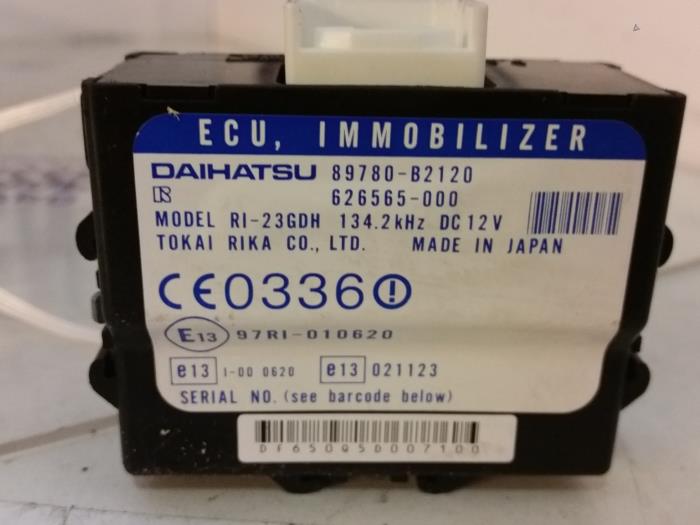 ECU, IMMOBILIZER
DAIHATSU 89780-B2120
626565-000
MODEL RI-23GDH 134.2kHz DC12V
TOKAI RIKA CO., LTD. MADE IN JAPAN
CE0336
E13 97RI-010620
e13 I-00 0620 e13 021123
SERIAL NO. (see barcode below)